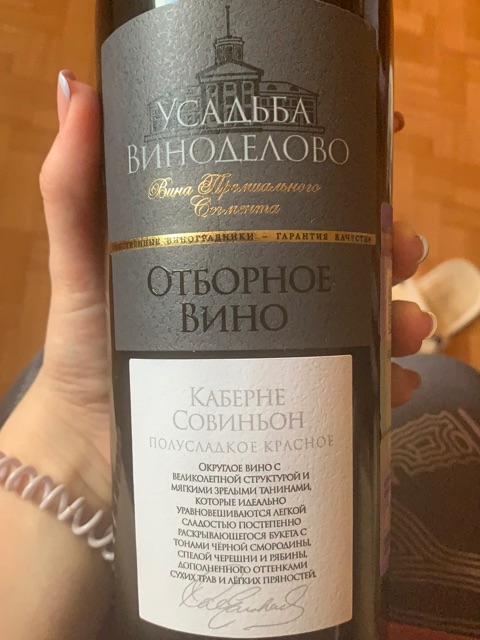 УСАДЬБА
ВИНОДЕЛОВО
Вина Премиального
Сегмента
ВИНОГРАДНИКИ – ГАРАНТИЯ КАЧЕСТВА
ОТБОРНОЕ
ВИНО
КАБЕРНЕ
СОВИНЬОН
ПОЛУСЛАДКОЕ КРАСНОЕ
ОКРУГЛОЕ ВИНО С
ВЕЛИКОЛЕПНОЙ СТРУКТУРОЙ И
МЯГКИМИ ЗРЕЛЫМИ ТАНИНАМИ,
КОТОРЫЕ ИДЕАЛЬНО
УРАВНОВЕШИВАЮТСЯ ЛЕГКОЙ
СЛАДОСТЬЮ ПОСТЕПЕННО
РАСКРЫВАЮЩЕГОСЯ БУКЕТА С
ТОНАМИ ЧЁРНОЙ СМОРОДИНЫ,
СПЕЛОЙ ЧЕРЕШНИ И РЯБИНЫ,
ДОПОЛНЕННОГО ОТТЕНКАМИ
СУХИХ ТРАВ И ЛЁГКИХ ПРЯНОСТЕЙ.